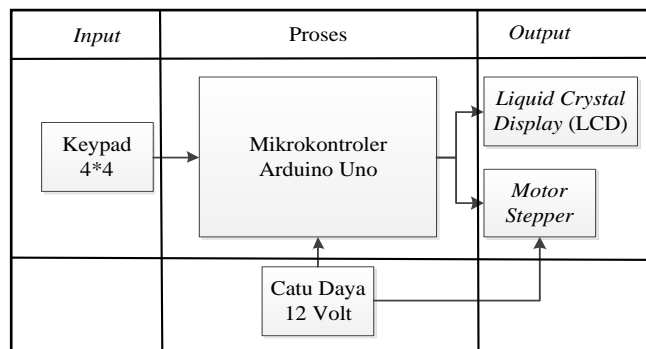 Input
Proses
Output
Keypad
4*4
Mikrokontroler
Arduino Uno
Liquid Crystal
Display (LCD)
Motor
Stepper
Catu Daya
12 Volt